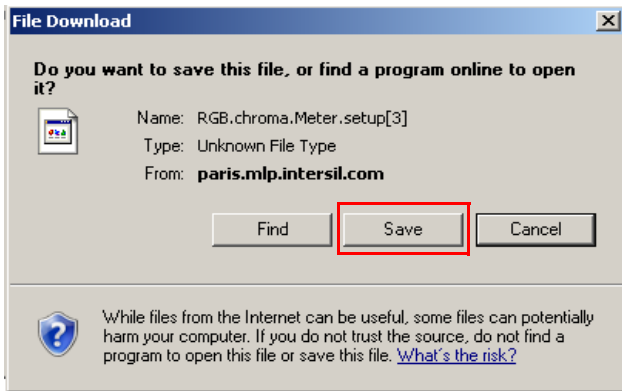 File Download
Do you want to save this file, or find a program online to open
it?
Name: RGB.chroma.Meter.setup[3]
Type: Unknown File Type
From: paris.mlp.intersil.com
Find Save Cancel
While files from the Internet can be useful, some files can potentially
harm your computer. If you do not trust the source, do not find a
program to open this file or save this file. What's the risk?